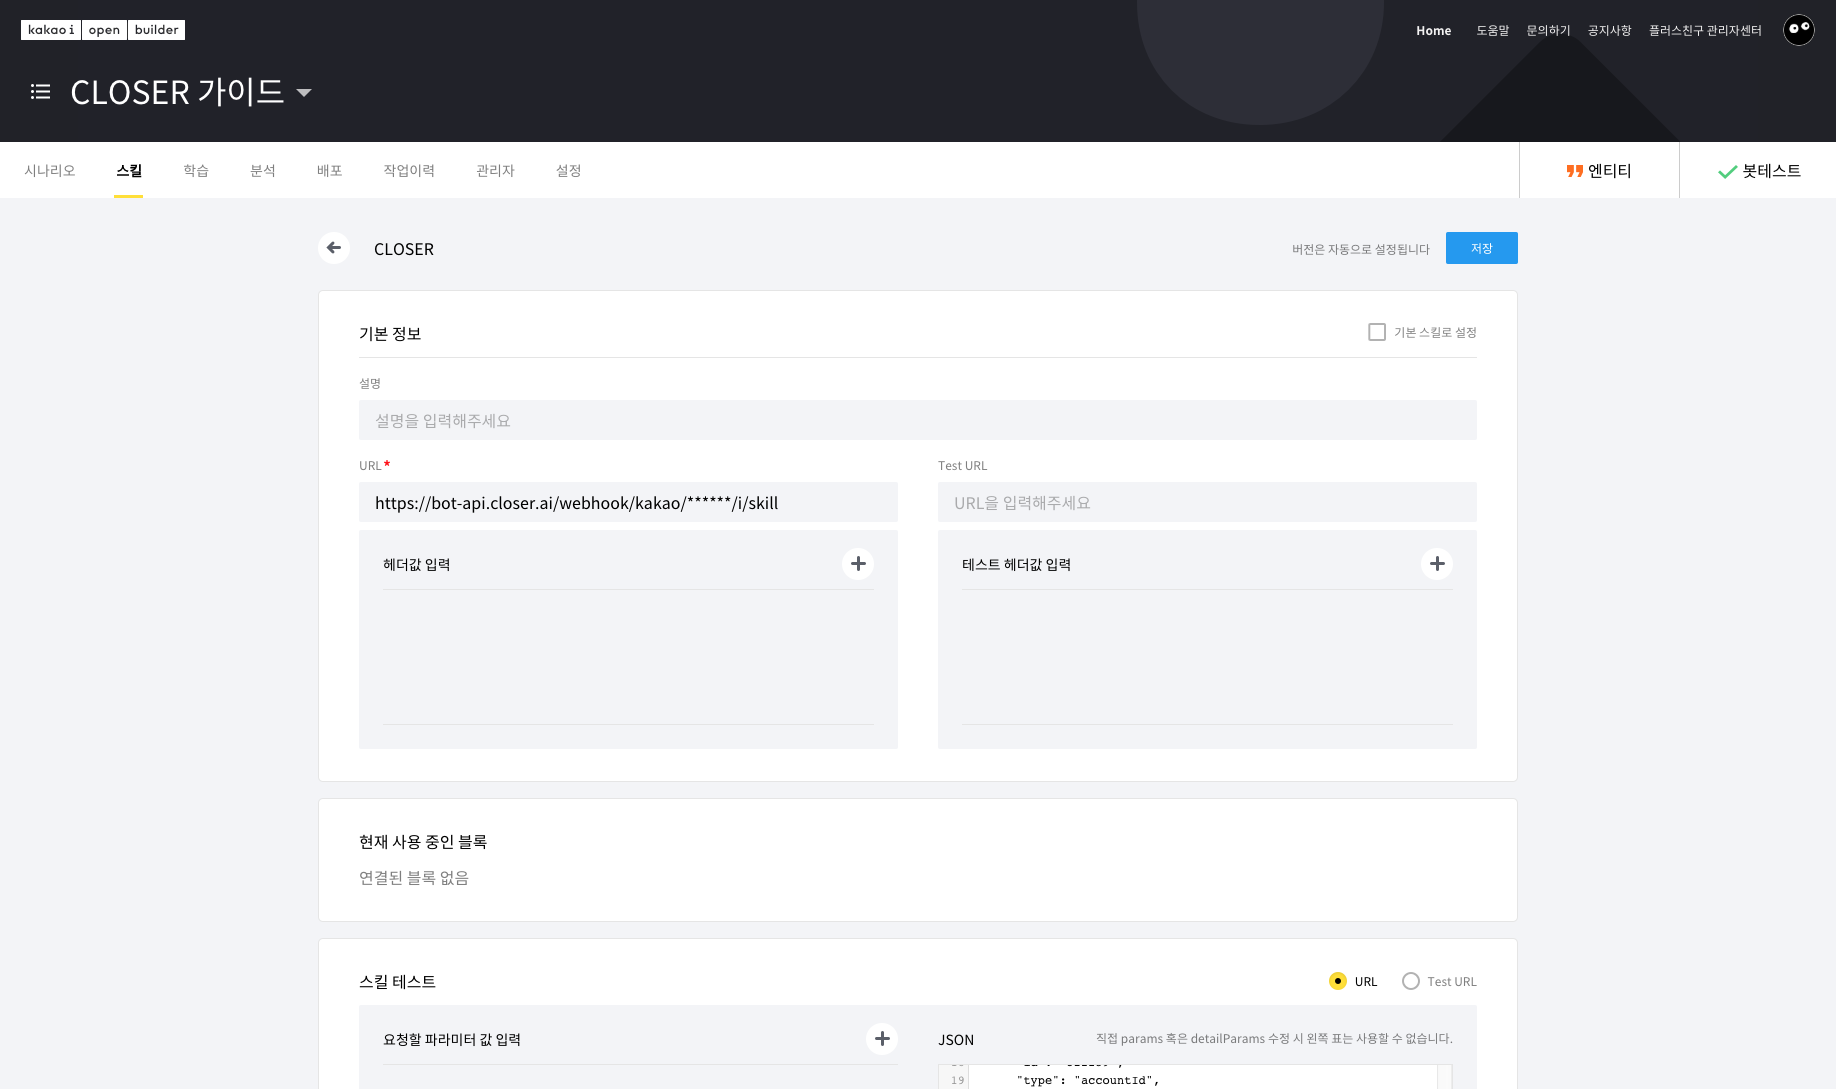 kakao i open builder
Home 도움말 문의하기 공지사항 플러스친구 관리자센터
CLOSER 가이드
시나리오 스킬 학습 분석 배포 작업이력 관리자 설정 엔티티 봇테스트
CLOSER 버전은 자동으로 설정됩니다 저장
기본 정보 기본 스킬로 설정
설명
설명을 입력해주세요
URL* Test URL
https://bot-api.closer.ai/webhook/kakao/******/i/skill URL을 입력해주세요
헤더값 입력 테스트 헤더값 입력
현재 사용 중인 블록
연결된 블록 없음
스킬 테스트 URL Test URL
요청할 파라미터 값 입력 JSON 직접 params 혹은 detailParams 수정 시 왼쪽 표는 사용할 수 없습니다.
19 "type": "accountId",